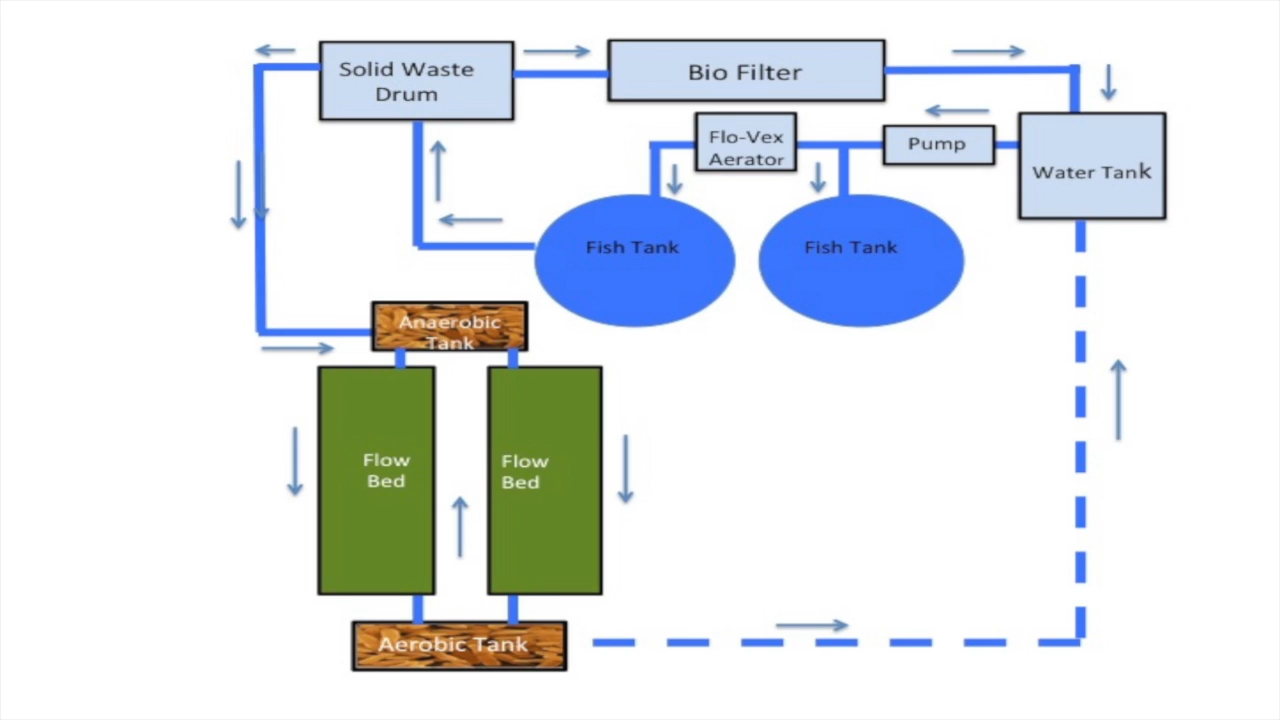 Solid Waste
Drum
Bio Filter
Flo-Vex
Aerator
Pump
Water Tank
Fish Tank
Fish Tank
Anaerobic
Tank
Flow
Bed
Flow
Bed
Aerobic Tank